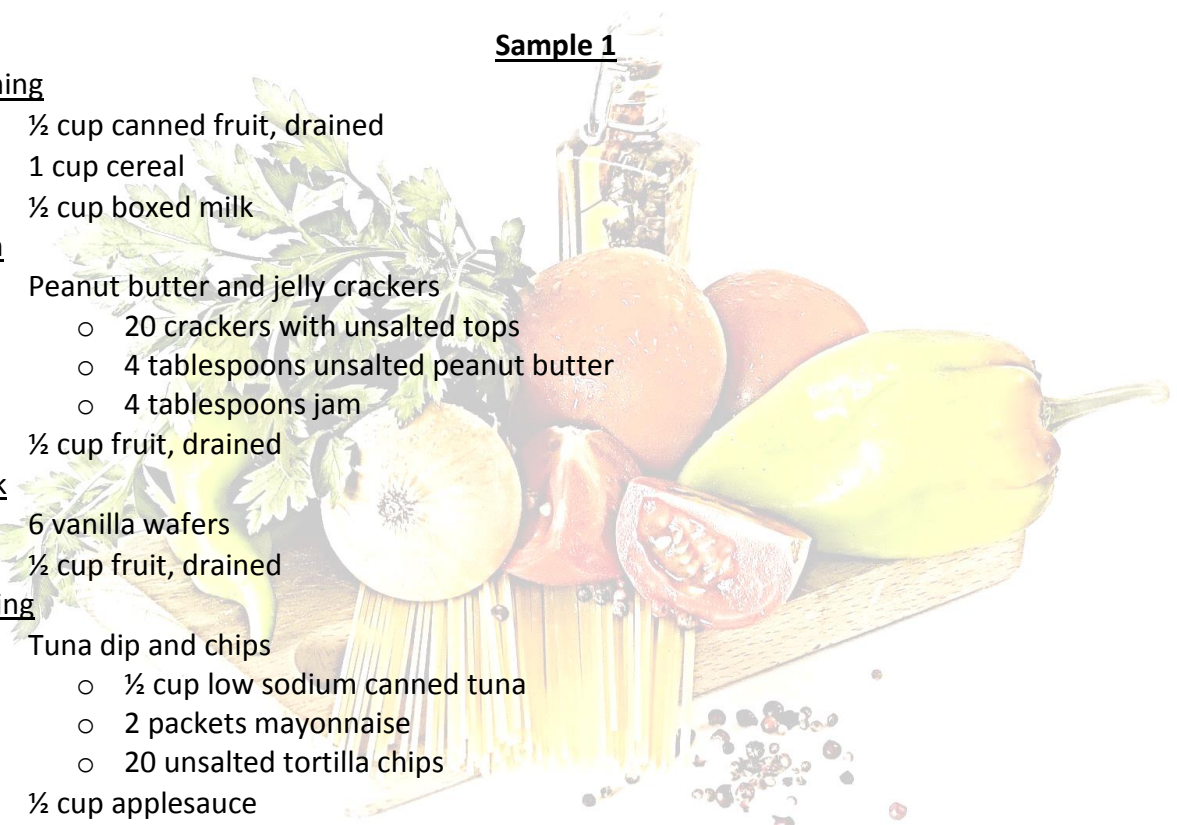 Sample 1
ning
½ cup canned fruit, drained
1 cup cereal
½ cup boxed milk
Peanut butter and jelly crackers
o 20 crackers with unsalted tops
o 4 tablespoons unsalted peanut butter
o 4 tablespoons jam
½ cup fruit, drained
k
6 vanilla wafers
½ cup fruit, drained
ing
Tuna dip and chips
o ½ cup low sodium canned tuna
o 2 packets mayonnaise
o 20 unsalted tortilla chips
½ cup applesauce